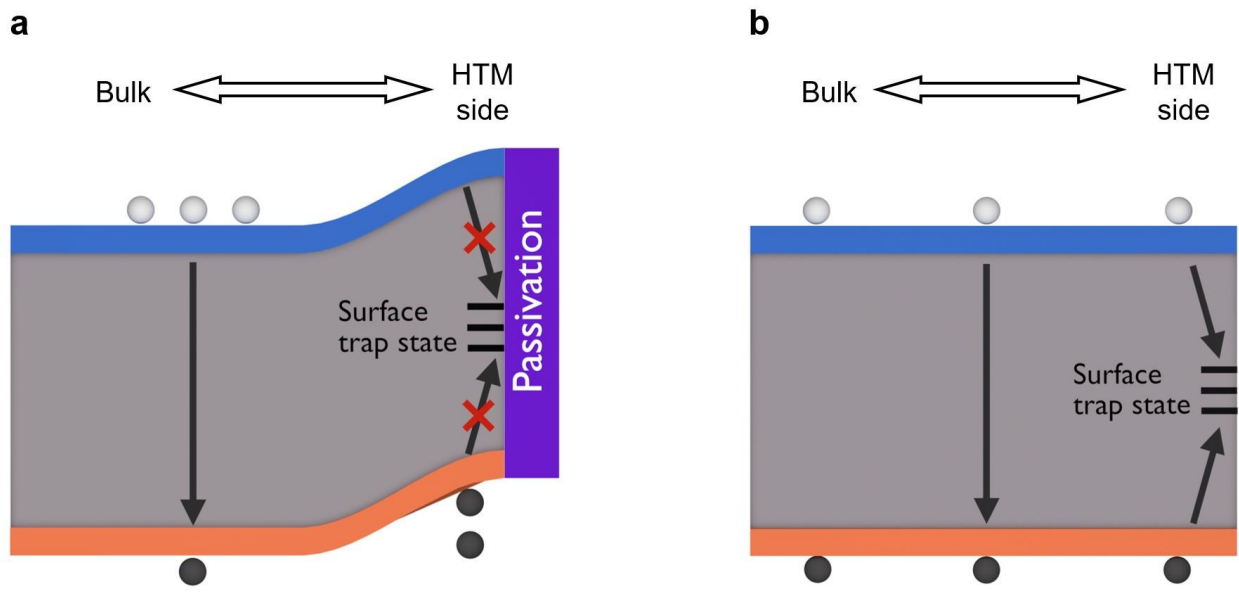 a
Bulk
HTM
side
Surface
trap state
Passivation
b
Bulk
HTM
side
Surface
trap state